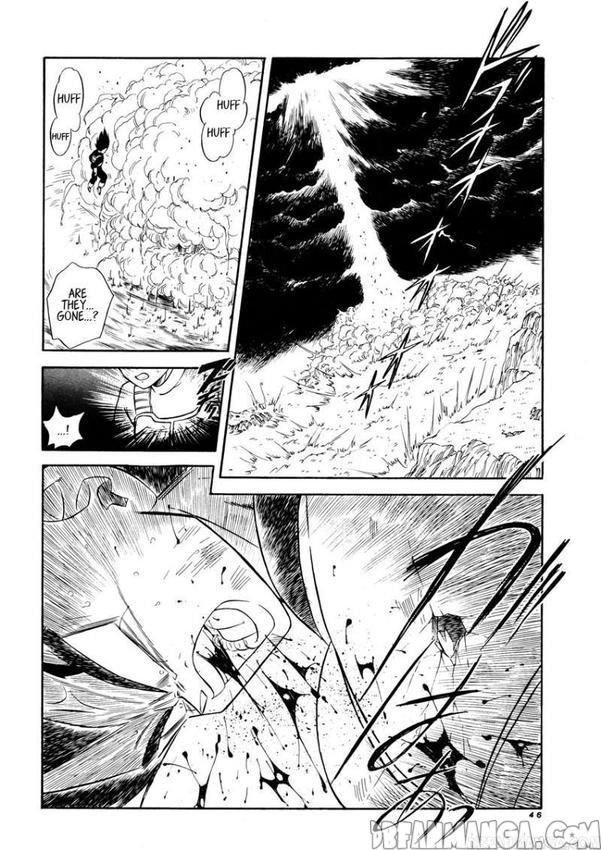 HUFF
HUFF
HUFF
HUFF
ARE
THEY...
GONE...?
...!
46
DBFANMANGA.COM